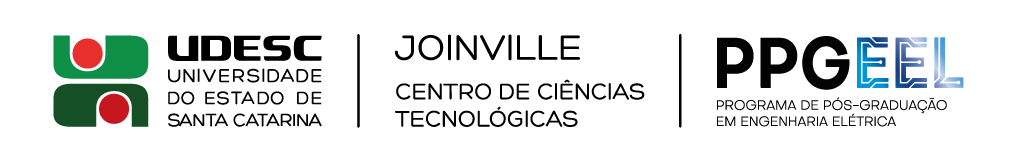 UDESC
UNIVERSIDADE
DO ESTADO DE
SANTA CATARINA
JOINVILLE
CENTRO DE CIÊNCIAS
TECNOLÓGICAS
PPGEEL
PROGRAMA DE PÓS-GRADUAÇÃO
EM ENGENHARIA ELÉTRICA